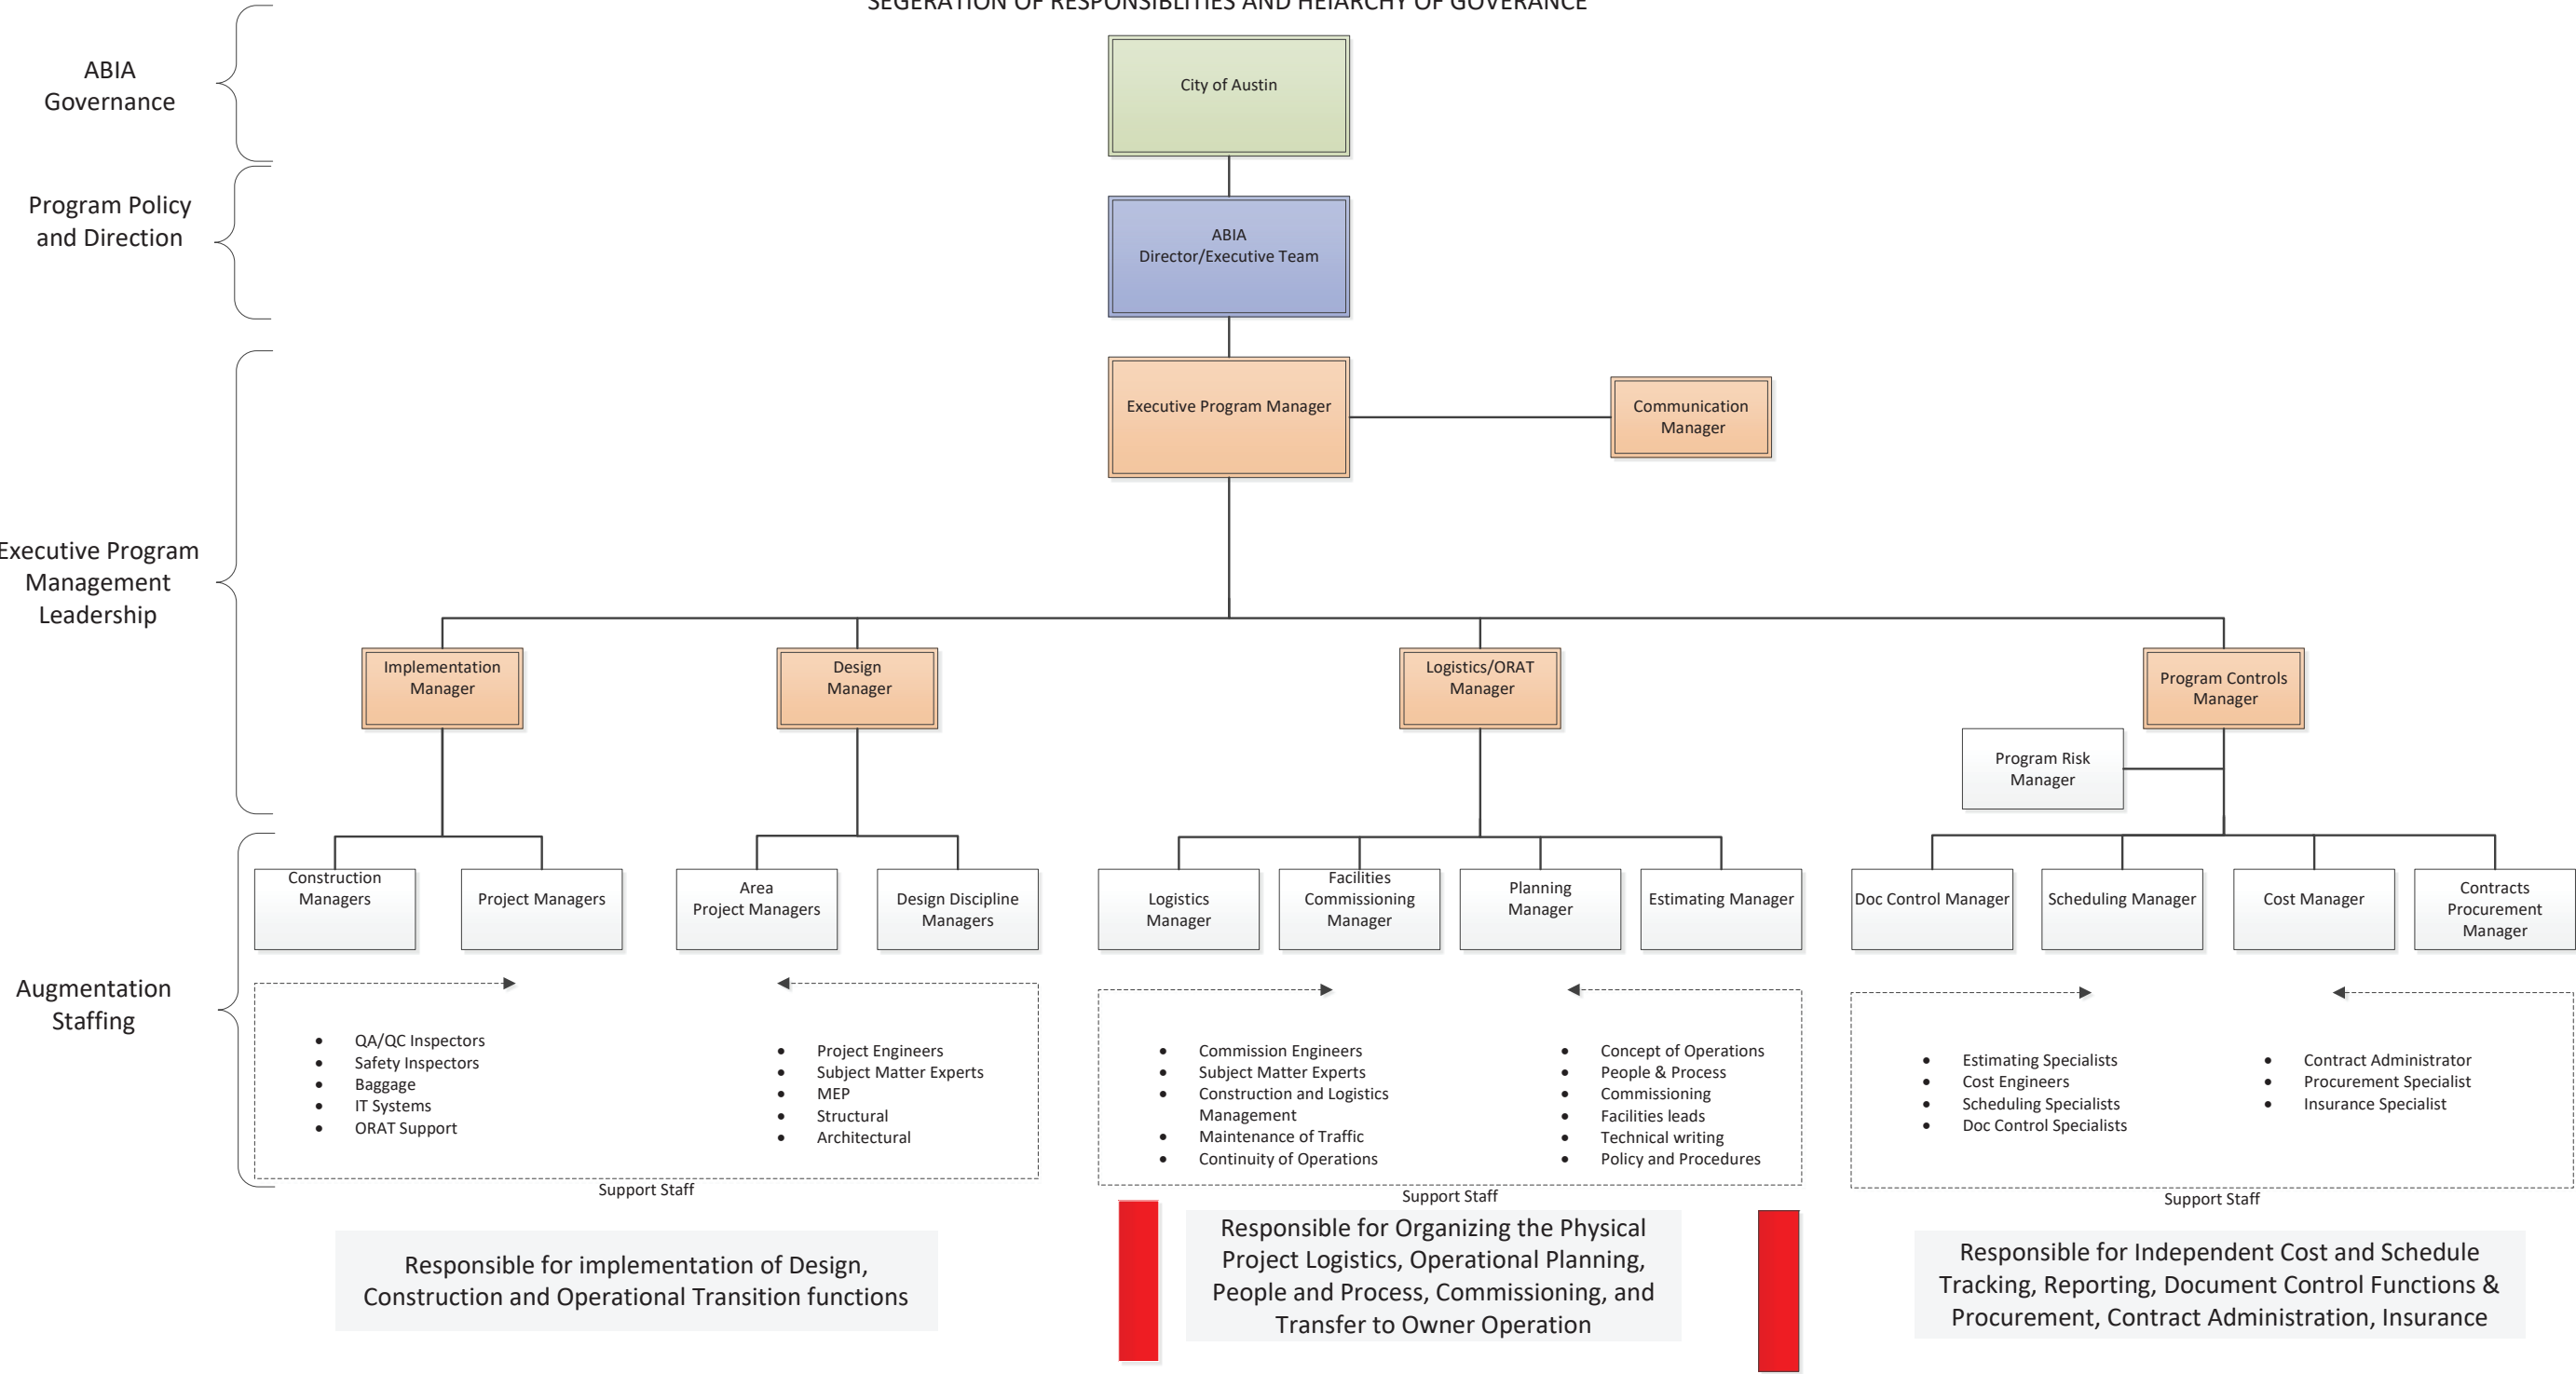 SEGERATION OF RESPONSIBLITIES AND HEIARCHY OF GOVERANCE
ABIA
Governance
City of Austin
Program Policy
and Direction
ABIA
Director/Executive Team
Executive Program Manager
Communication
Manager
Executive Program
Management
Leadership
Implementation
Manager
Design
Manager
Logistics/ORAT
Manager
Program Controls
Manager
Program Risk
Manager
Construction
Managers
Project Managers
Area
Project Managers
Design Discipline
Managers
Logistics
Manager
Facilities
Commissioning
Manager
Planning
Manager
Estimating Manager
Doc Control Manager
Scheduling Manager
Cost Manager
Contracts
Procurement
Manager
Augmentation
Staffing
• QA/QC Inspectors
• Safety Inspectors
• Baggage
• IT Systems
• ORAT Support
• Project Engineers
• Subject Matter Experts
• MEP
• Structural
• Architectural
Support Staff
• Commission Engineers
• Subject Matter Experts
• Construction and Logistics
Management
• Maintenance of Traffic
• Continuity of Operations
• Concept of Operations
• People & Process
• Commissioning
• Facilities leads
• Technical writing
• Policy and Procedures
Support Staff
• Estimating Specialists
• Cost Engineers
• Scheduling Specialists
• Doc Control Specialists
• Contract Administrator
• Procurement Specialist
• Insurance Specialist
Support Staff
Responsible for implementation of Design,
Construction and Operational Transition functions
Responsible for Organizing the Physical
Project Logistics, Operational Planning,
People and Process, Commissioning, and
Transfer to Owner Operation
Responsible for Independent Cost and Schedule
Tracking, Reporting, Document Control Functions &
Procurement, Contract Administration, Insurance